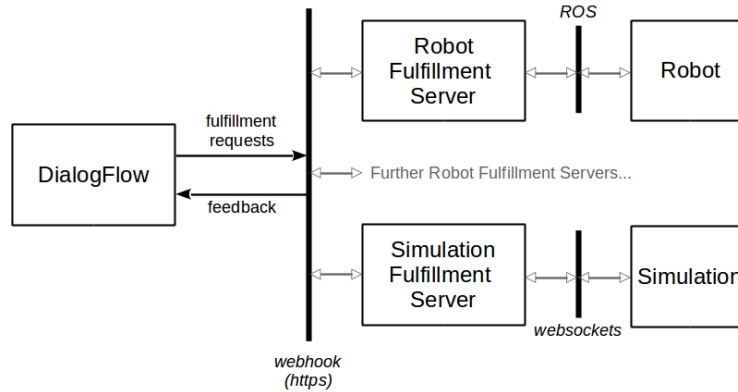 ROS
Robot
Fulfillment
Server
Robot
fulfillment
requests
DialogFlow
Further Robot Fulfillment Servers...
feedback
Simulation
Fulfillment
Server
Simulation
websockets
webhook
(https)